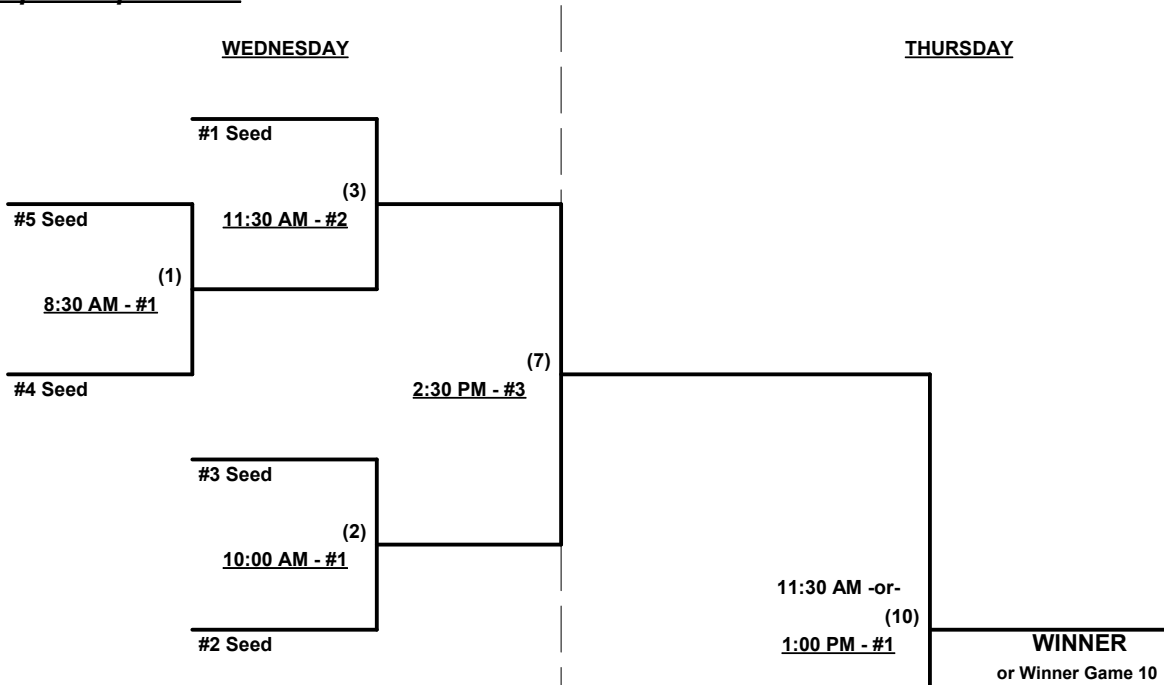 WEDNESDAY
THURSDAY
#1 Seed
(3)
#5 Seed
11:30 AM - #2
(1)
8:30 AM - #1
(7)
#4 Seed
2:30 PM - #3
#3 Seed
(2)
10:00 AM - #1
11:30 AM -or-
(10)
#2 Seed
1:00 PM - #1
WINNER
or Winner Game 10